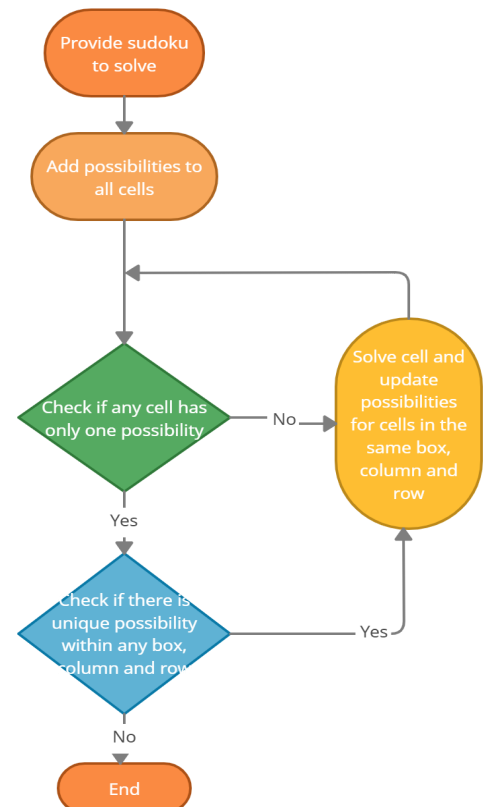 Provide sudoku
to solve
Add possibilities to
all cells
Check if any cell has
only one possibility
No
Solve cell and
update
possibilities
for cells in the
same box,
column and
row
Yes
Check if there is
unique possibility
within any box,
column and row
Yes
No
End